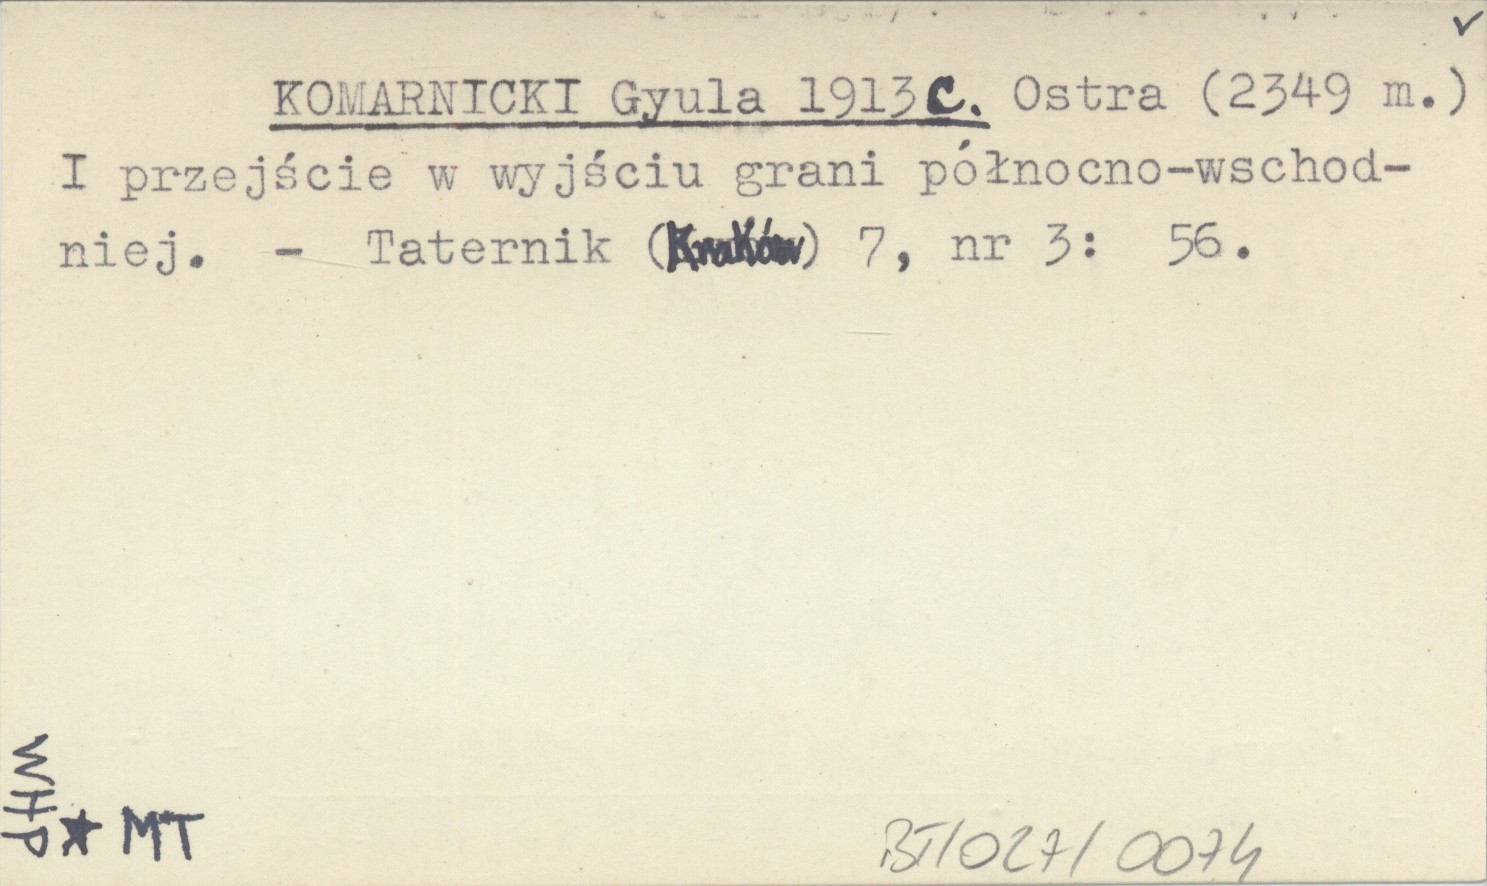 ✓
KOMARNICKI Gyula 1913 C. Ostra (2349 m.)
I przejście w wyjściu grani północno-wschod-
niej. - Taternik (Kraków) 7, nr 3: 56.
WHP
★ MT
BT/027/0074